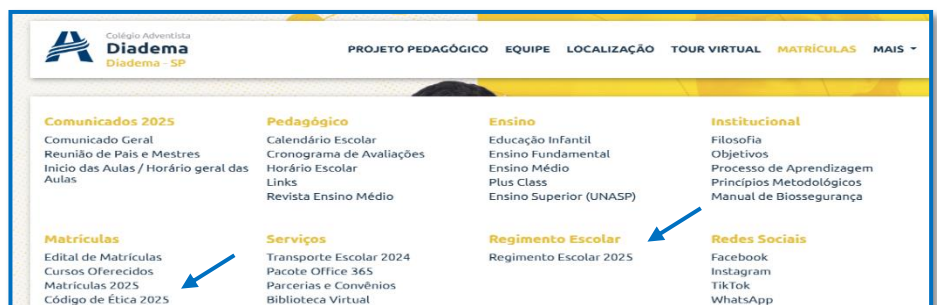 Colégio Adventista
Diadema
Diadema - SP
PROJETO PEDAGÓGICO EQUIPE LOCALIZAÇÃO TOUR VIRTUAL MATRÍCULAS MAIS
Comunicados 2025
Comunicado Geral
Reunião de Pais e Mestres
Inicio das Aulas / Horário geral das
Aulas
Pedagógico
Calendário Escolar
Cronograma de Avaliações
Horário Escolar
Links
Revista Ensino Médio
Ensino
Educação Infantil
Ensino Fundamental
Ensino Médio
Plus Class
Ensino Superior (UNASP)
Institucional
Filosofia
Objetivos
Processo de Aprendizagem
Princípios Metodológicos
Manual de Biossegurança
Matrículas
Edital de Matrículas
Cursos Oferecidos
Matrículas 2025
Código de Ética 2025
Serviços
Transporte Escolar 2024
Pacote Office 365
Parcerias e Convênios
Biblioteca Virtual
Regimento Escolar
Regimento Escolar 2025
Redes Sociais
Facebook
Instagram
TikTok
WhatsApp